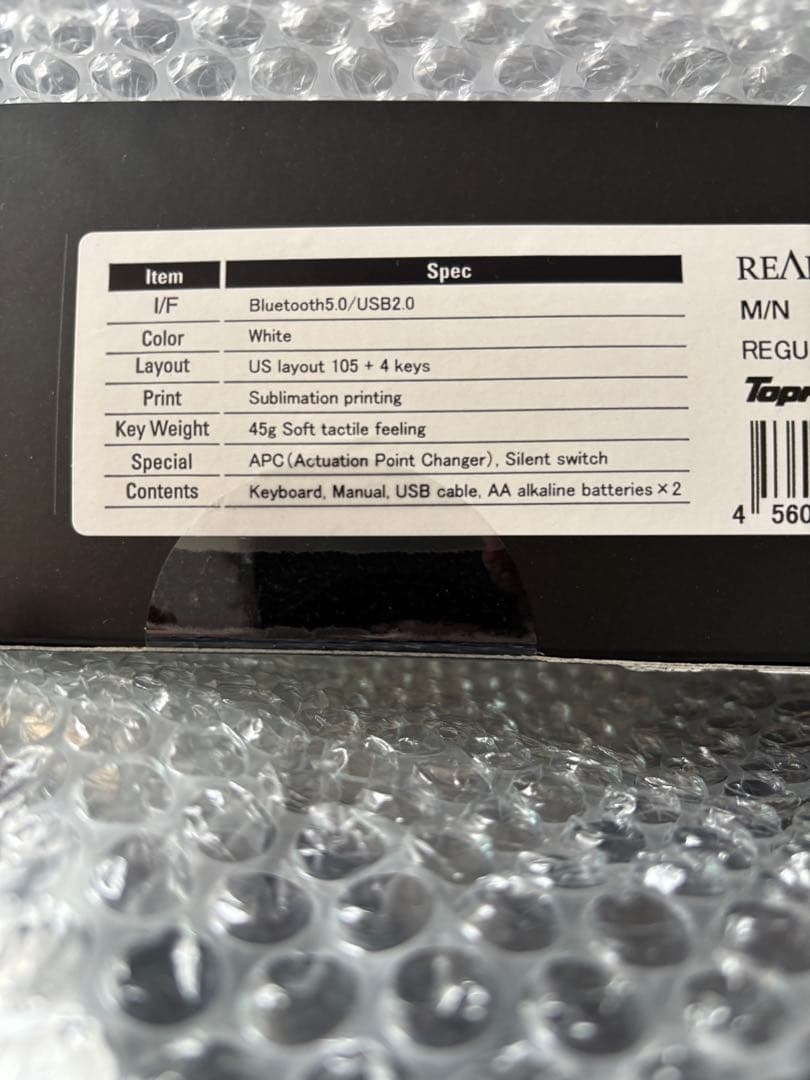 Item Spec
I/F Bluetooth5.0/USB2.0
Color White
Layout US layout 105 + 4 keys
Print Sublimation printing
Key Weight 45g Soft tactile feeling
Special APC(Actuation Point Changer), Silent switch
Contents Keyboard, Manual, USB cable, AA alkaline batteries×2
M/N
4 560